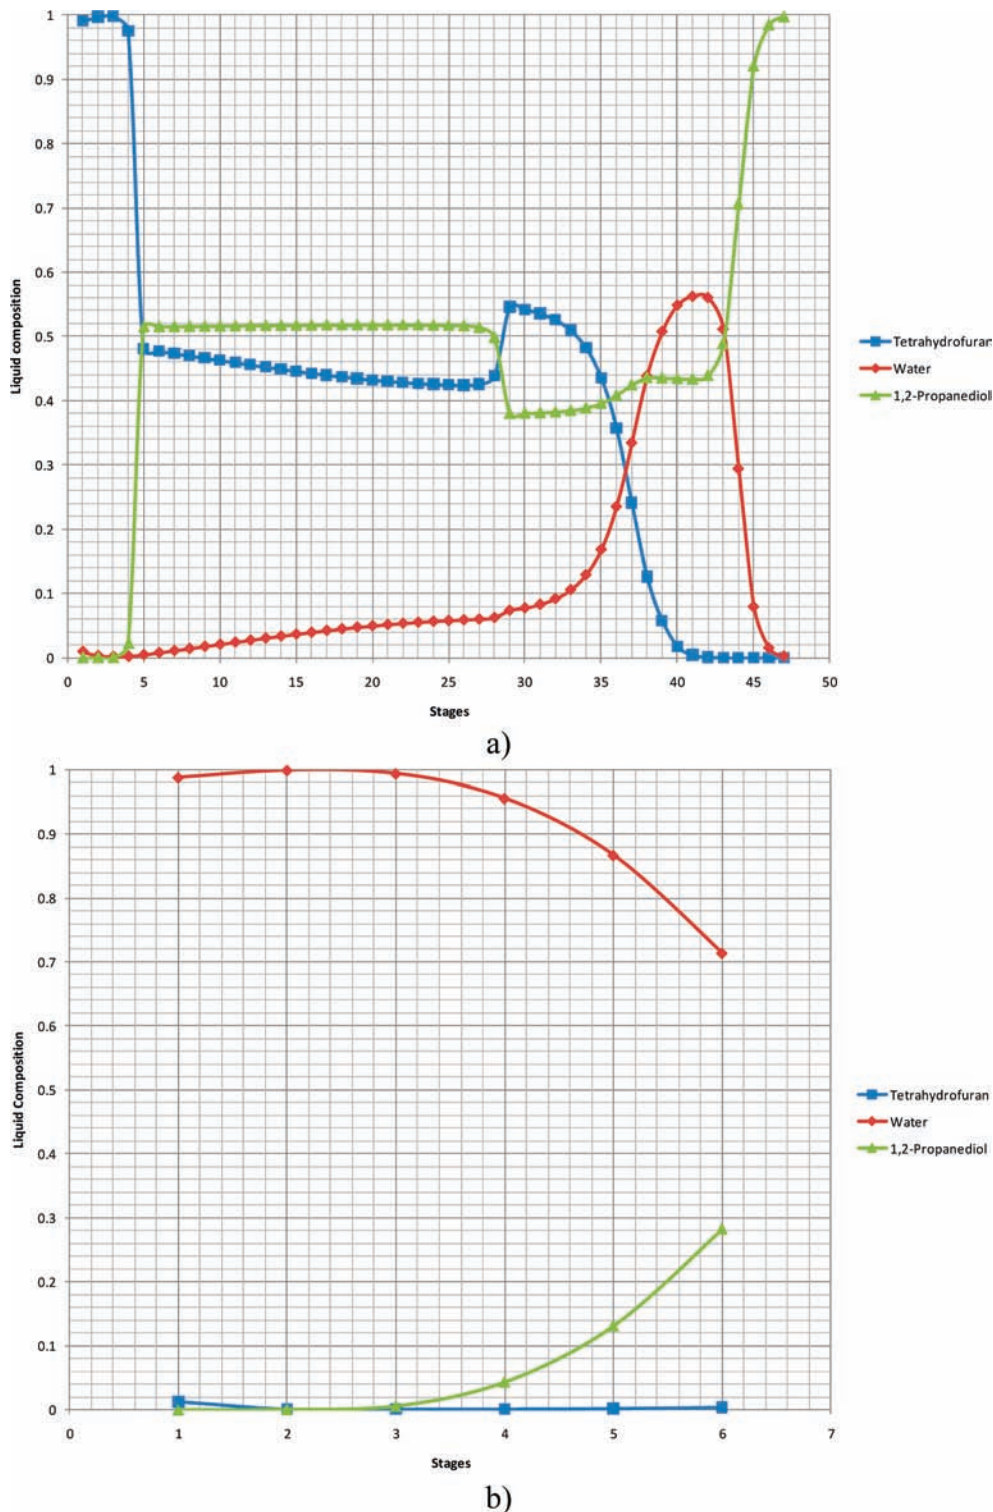 1
0.9
0.8
0.7
0.6
0.5
0.4
0.3
0.2
0.1
0
Liquid composition
0 5 10 15 20 25 30 35 40 45 50
Stages
Tetrahydrofuran
Water
1,2-Propanediol
a)
1
0.9
0.8
0.7
0.6
0.5
0.4
0.3
0.2
0.1
0
Liquid Composition
0 1 2 3 4 5 6 7
Stages
Tetrahydrofuran
Water
1,2-Propanediol
b)